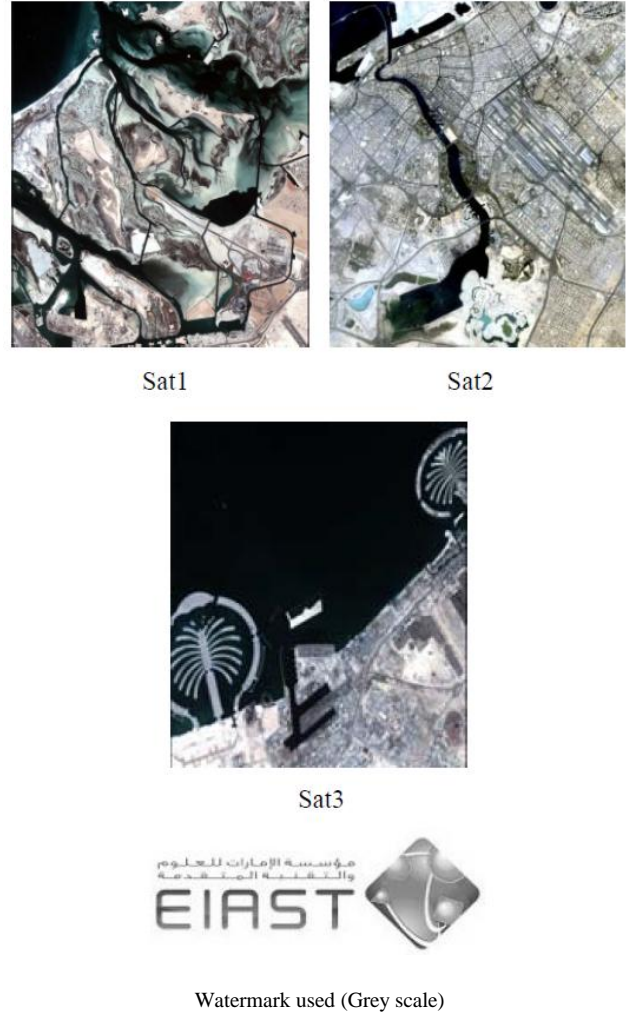 Sat1
Sat2
Sat3
مؤسسة الإمارات للعلوم
والتقنية المتقدمة
EIAST
Watermark used (Grey scale)